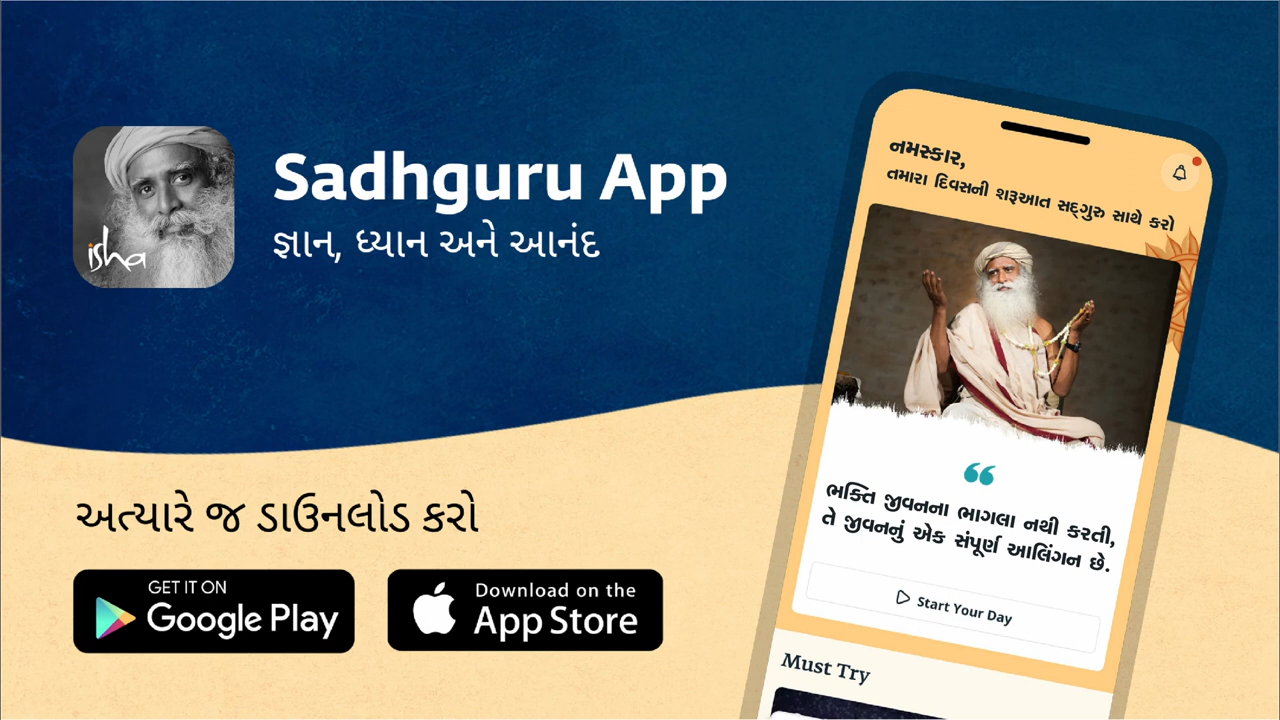 isha
Sadhguru App
જ્ઞાન, ધ્યાન અને આનંદ
અત્યારે જ ડાઉનલોડ કરો
GET IT ON
Google Play
Download on the
App Store
નમસ્કાર,
તમારા દિવસની શરૂઆત સદ્‌ગુરુ સાથે કરો
ભક્તિ જીવનના ભાગલા નથી કરતી,
તે જીવનનું એક સંપૂર્ણ આલિંગન છે.
Start Your Day
Must Try